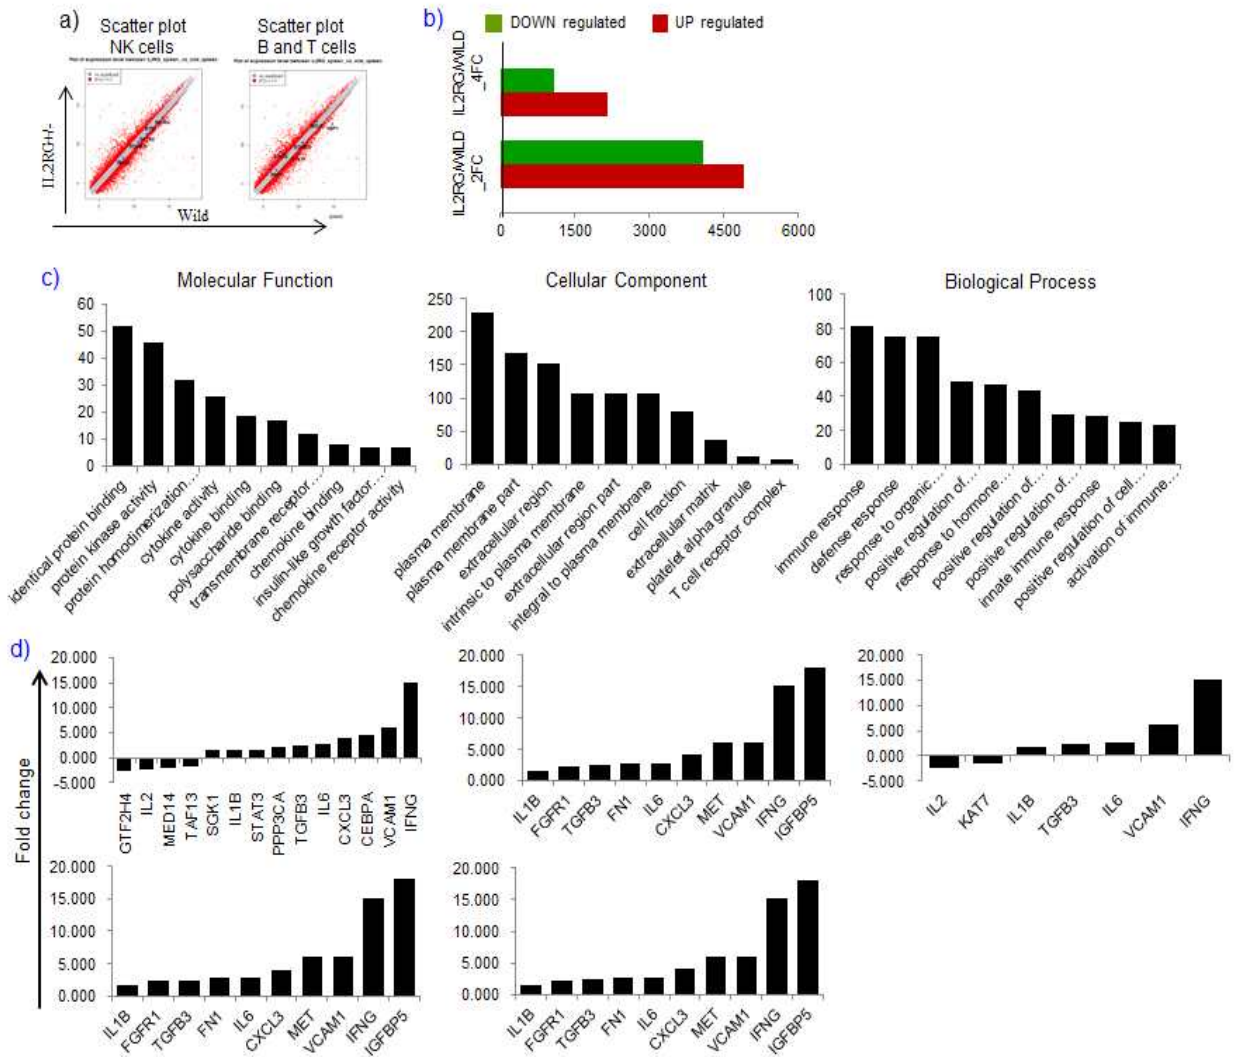 a)
Scatter plot
NK cells
Scatter plot
B and T cells
IL2RG+/-
Wild
b)
DOWN regulated
UP regulated
IL2RG/WILD
_4FC
IL2RG/WILD
_2FC
0 1500 3000 4500 6000
c)
Molecular Function
60
50
40
30
20
10
0
identical protein binding
protein kinase activity
protein homodimerization…
cytokine activity
cytokine binding
polysaccharide binding
transmembrane receptor…
chemokine binding
insulin-like growth factor…
chemokine receptor activity
Cellular Component
250
200
150
100
50
0
plasma membrane
plasma membrane part
extracellular region
intrinsic to plasma membrane
extracellular region part
integral to plasma membrane
cell fraction
extracellular matrix
platelet alpha granule
T cell receptor complex
Biological Process
100
80
60
40
20
0
immune response
defense response
response to organic…
positive regulation of…
response to hormone…
positive regulation of…
positive regulation of…
innate immune response
positive regulation of cell…
activation of immune…
d)
Fold change
20.000
15.000
10.000
5.000
0.000
-5.000
GTF2H4
IL2
MED14
TAF13
SGK1
IL1B
STAT3
PPP3CA
TGFB3
IL6
CXCL3
CEBPA
VCAM1
IFNG
20.000
15.000
10.000
5.000
0.000
IL1B
FGFR1
TGFB3
FN1
IL6
CXCL3
MET
VCAM1
IFNG
IGFBP5
20.000
15.000
10.000
5.000
0.000
-5.000
IL2
KAT7
IL1B
TGFB3
IL6
VCAM1
IFNG
20.000
15.000
10.000
5.000
0.000
IL1B
FGFR1
TGFB3
FN1
IL6
CXCL3
MET
VCAM1
IFNG
IGFBP5
20.000
15.000
10.000
5.000
0.000
IL1B
FGFR1
TGFB3
FN1
IL6
CXCL3
MET
VCAM1
IFNG
IGFBP5